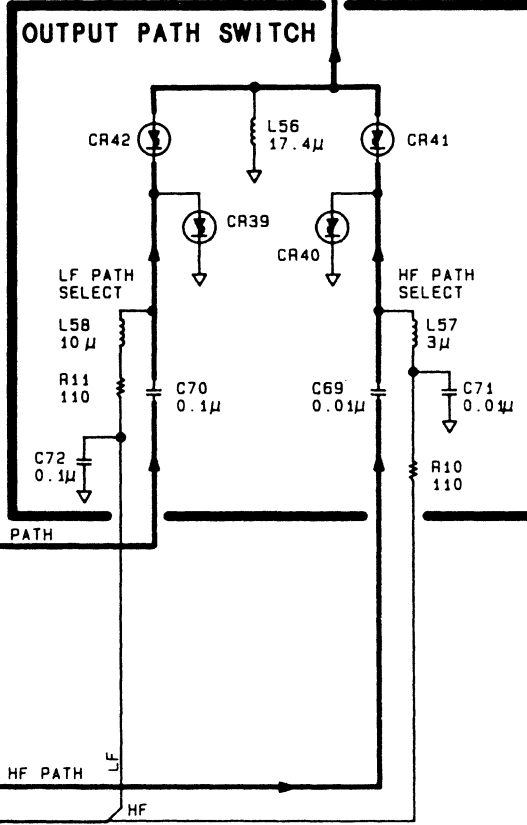 OUTPUT PATH SWITCH
CR42
L56
17.4μ
CR41
CR39
CR40
LF PATH
SELECT
HF PATH
SELECT
L58
10μ
L57
3μ
R11
110
C70
0.1μ
C69
0.01μ
C71
0.01μ
C72
0.1μ
R10
110
PATH
LF
HF PATH
HF